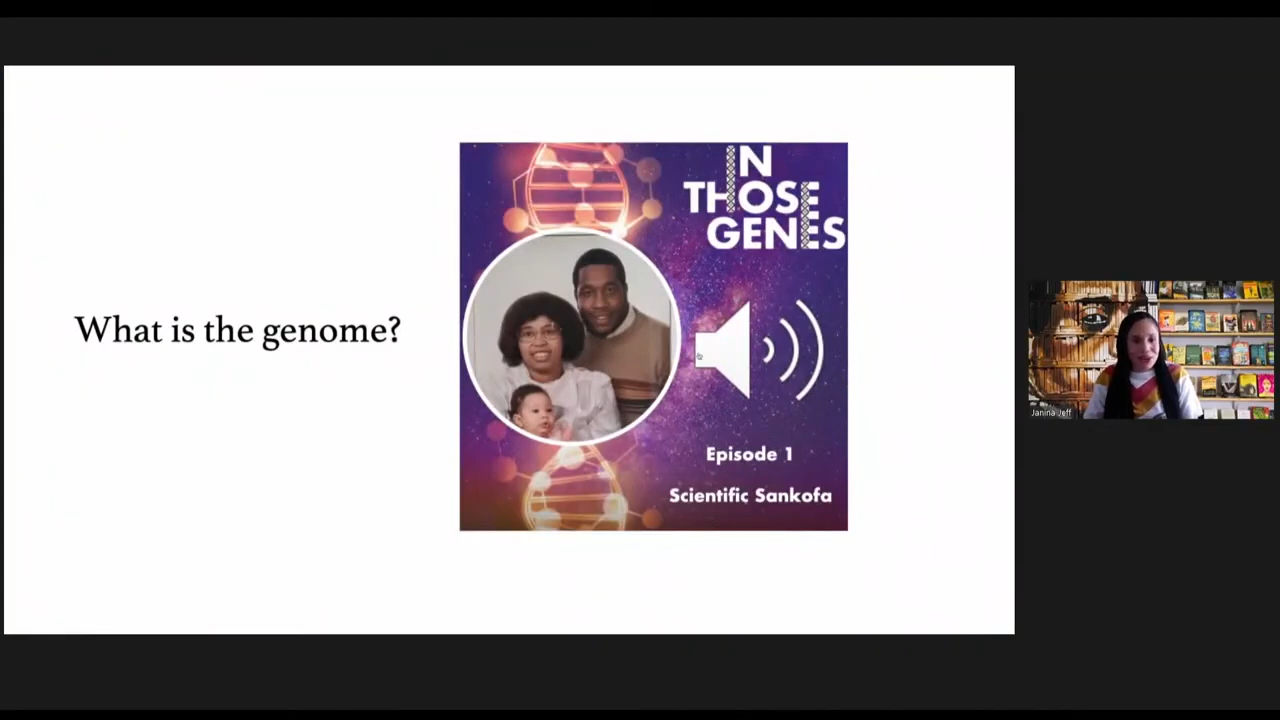 What is the genome?
IN
THOSE
GENES
Episode 1
Scientific Sankofa
Janina Jeff